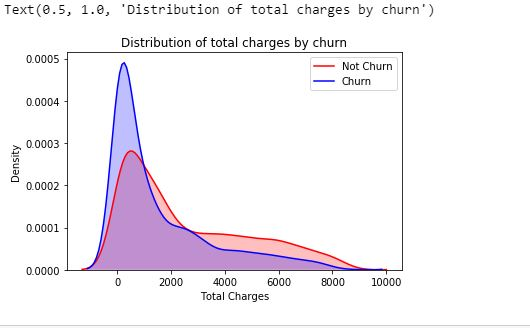 Text(0.5, 1.0, 'Distribution of total charges by churn')
Distribution of total charges by churn
Not Churn
Churn
0.0005
0.0004
0.0003
0.0002
0.0001
0.0000
Density
0 2000 4000 6000 8000 10000
Total Charges